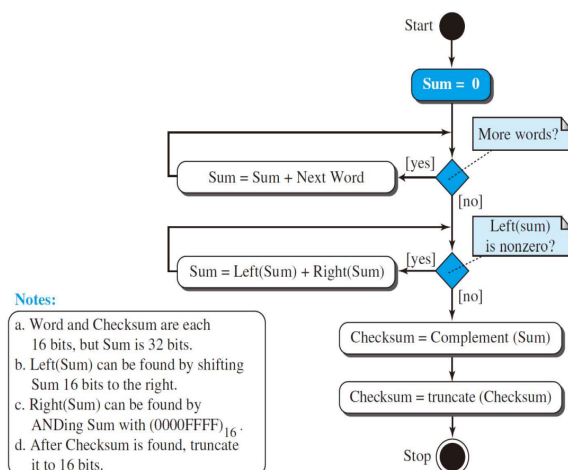 Start
Sum = 0
More words?
[yes]
Sum = Sum + Next Word
[no]
Left(sum)
is nonzero?
[yes]
Sum = Left(Sum) + Right(Sum)
[no]
Notes:
a. Word and Checksum are each
16 bits, but Sum is 32 bits.
b. Left(Sum) can be found by shifting
Sum 16 bits to the right.
c. Right(Sum) can be found by
ANDing Sum with (0000FFFF)16.
d. After Checksum is found, truncate
it to 16 bits.
Checksum = Complement (Sum)
Checksum = truncate (Checksum)
Stop